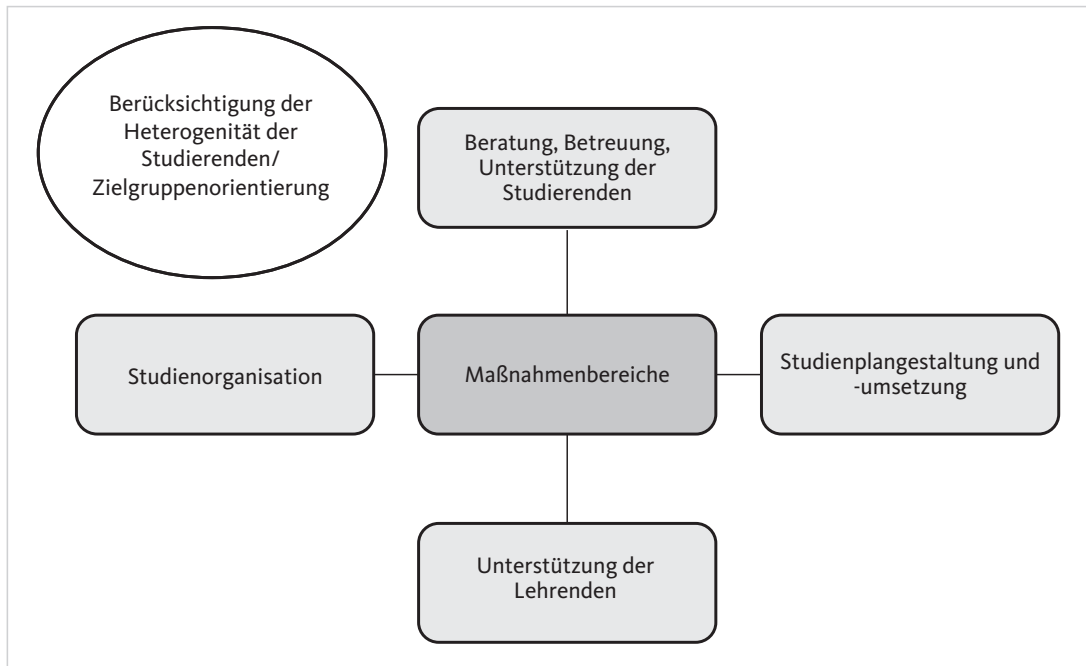 Berücksichtigung der
Heterogenität der
Studierenden/
Zielgruppenorientierung
Beratung, Betreuung,
Unterstützung der
Studierenden
Studienorganisation
Maßnahmenbereiche
Studienplangestaltung und
-umsetzung
Unterstützung der
Lehrenden